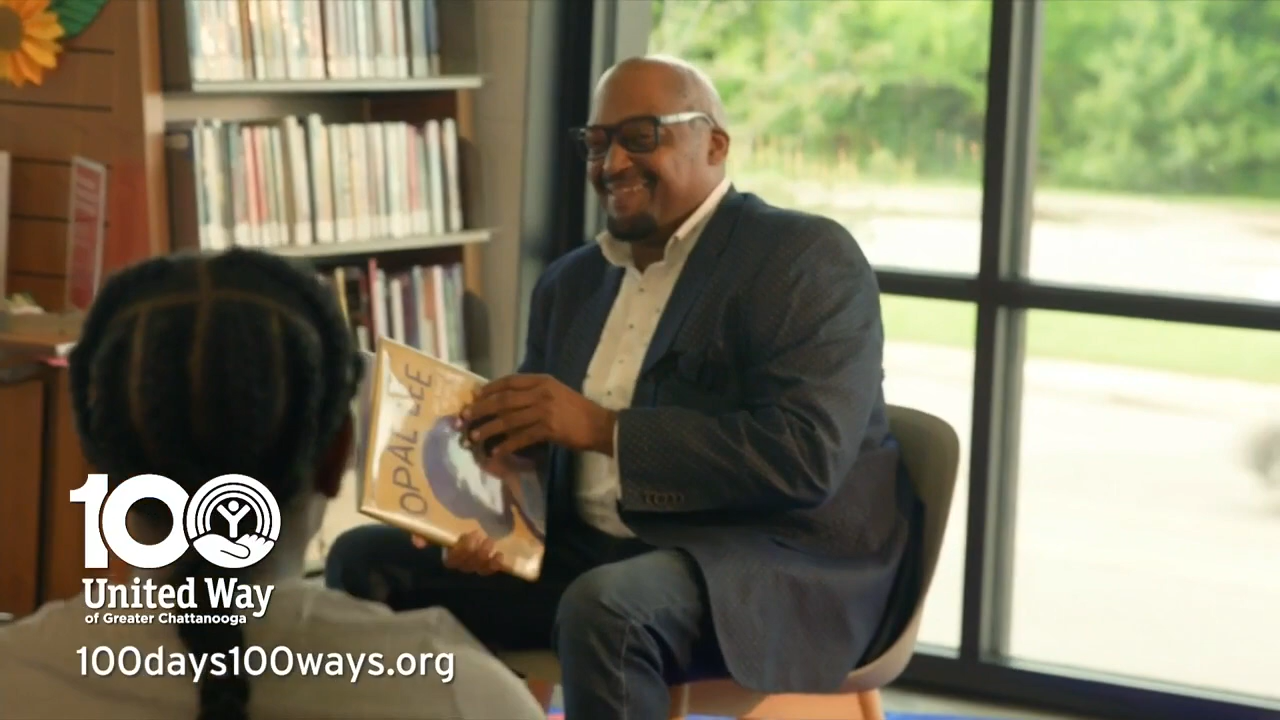 OPAL LEE
100
United Way
of Greater Chattanooga
100days100ways.org